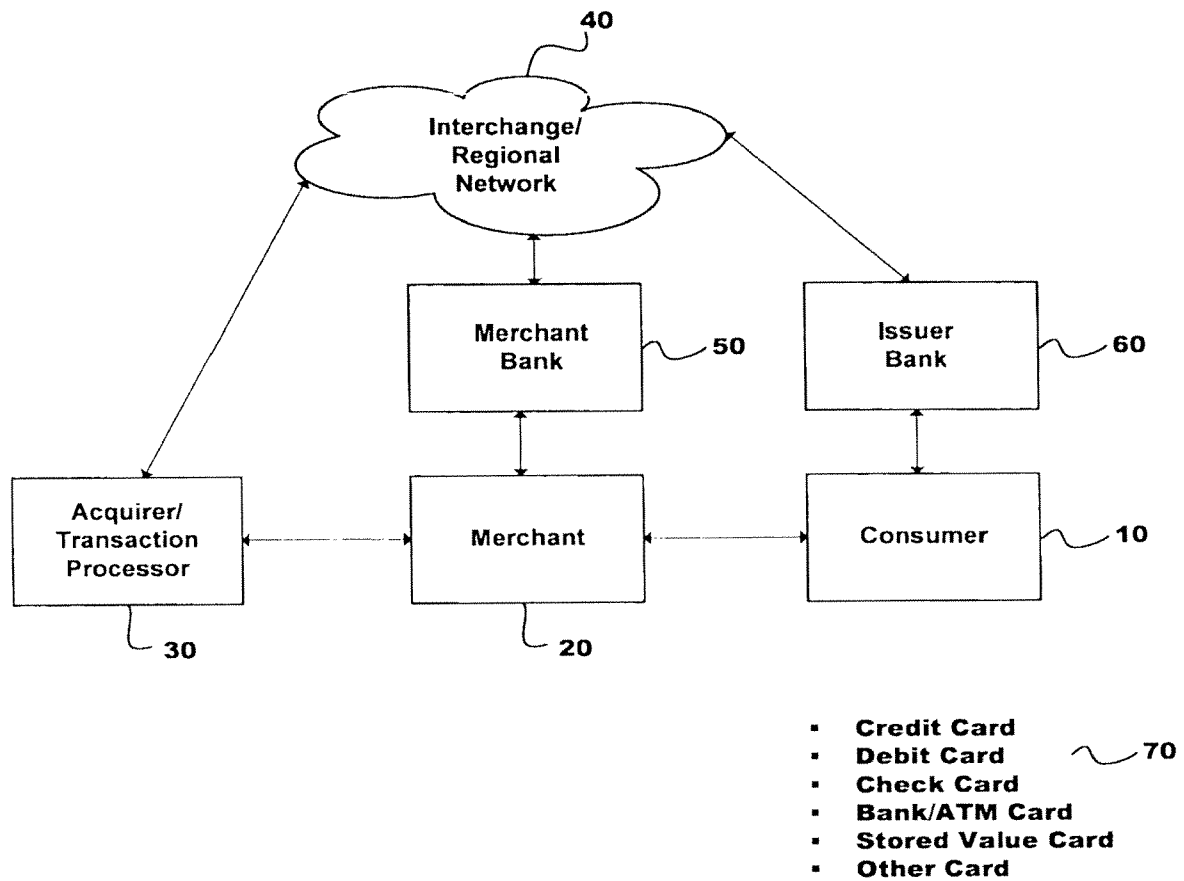 40
Interchange/
Regional
Network
Merchant
Bank
50
Issuer
Bank
60
Acquirer/
Transaction
Processor
30
Merchant
20
Consumer
10
▪ Credit Card
▪ Debit Card
70
▪ Check Card
▪ Bank/ATM Card
▪ Stored Value Card
▪ Other Card